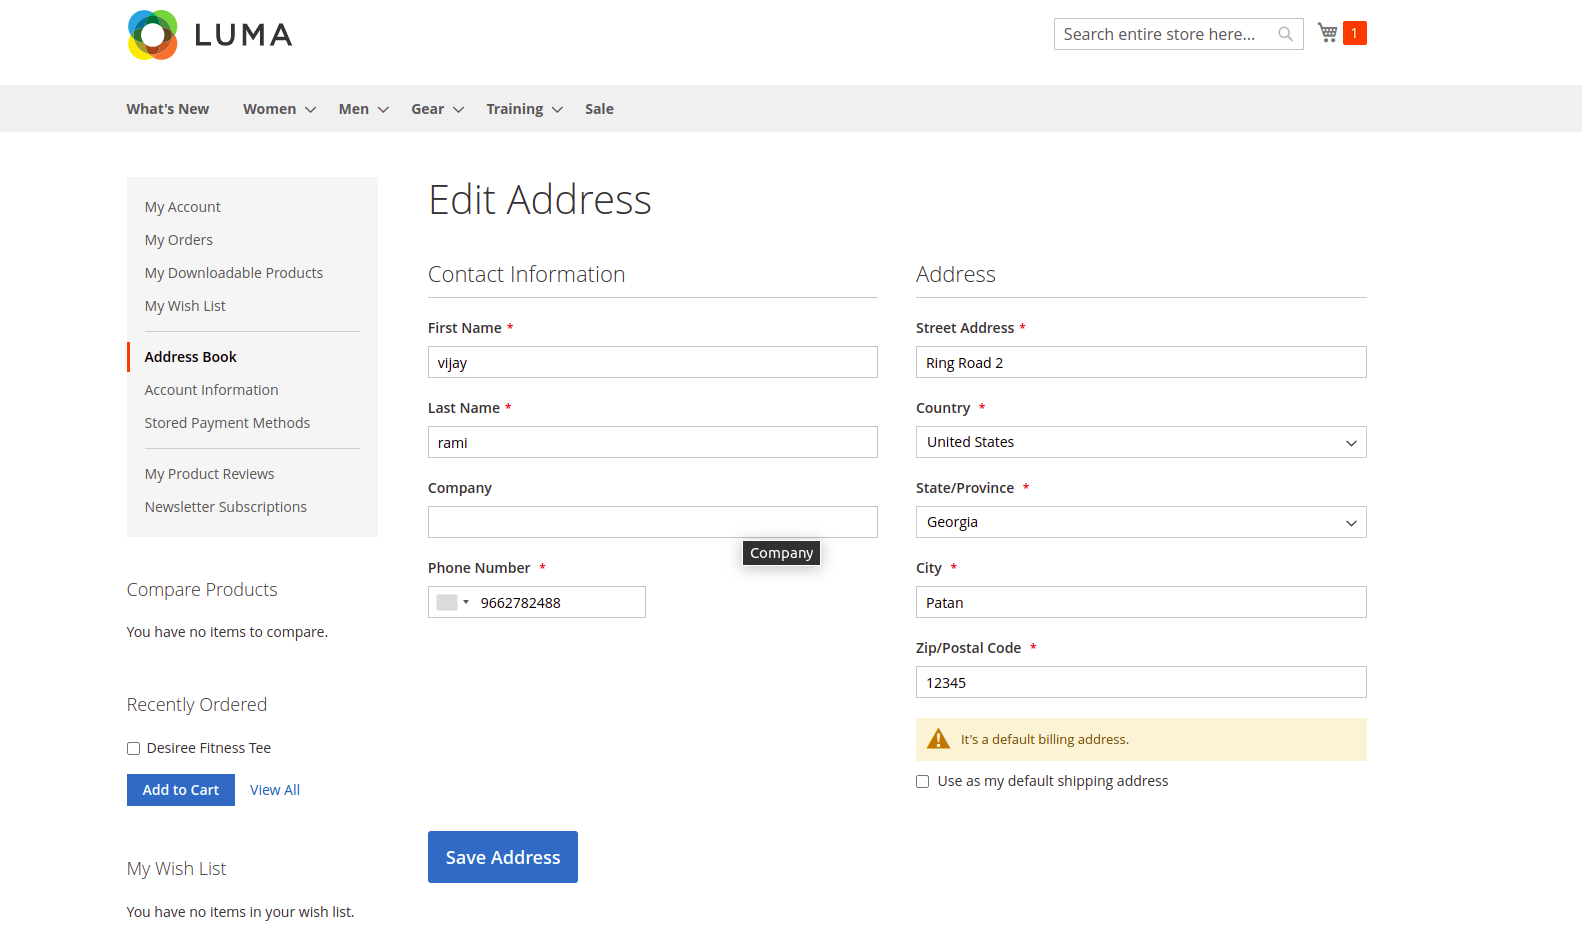 LUMA
Search entire store here...
1
What's New Women Men Gear Training Sale
My Account
My Orders
My Downloadable Products
My Wish List
Address Book
Account Information
Stored Payment Methods
My Product Reviews
Newsletter Subscriptions
Compare Products
You have no items to compare.
Recently Ordered
Desiree Fitness Tee
Add to Cart View All
My Wish List
You have no items in your wish list.
Edit Address
Contact Information
First Name *
vijay
Last Name *
rami
Company
Company
Phone Number *
9662782488
Address
Street Address *
Ring Road 2
Country *
United States
State/Province *
Georgia
City *
Patan
Zip/Postal Code *
12345
It's a default billing address.
Use as my default shipping address
Save Address